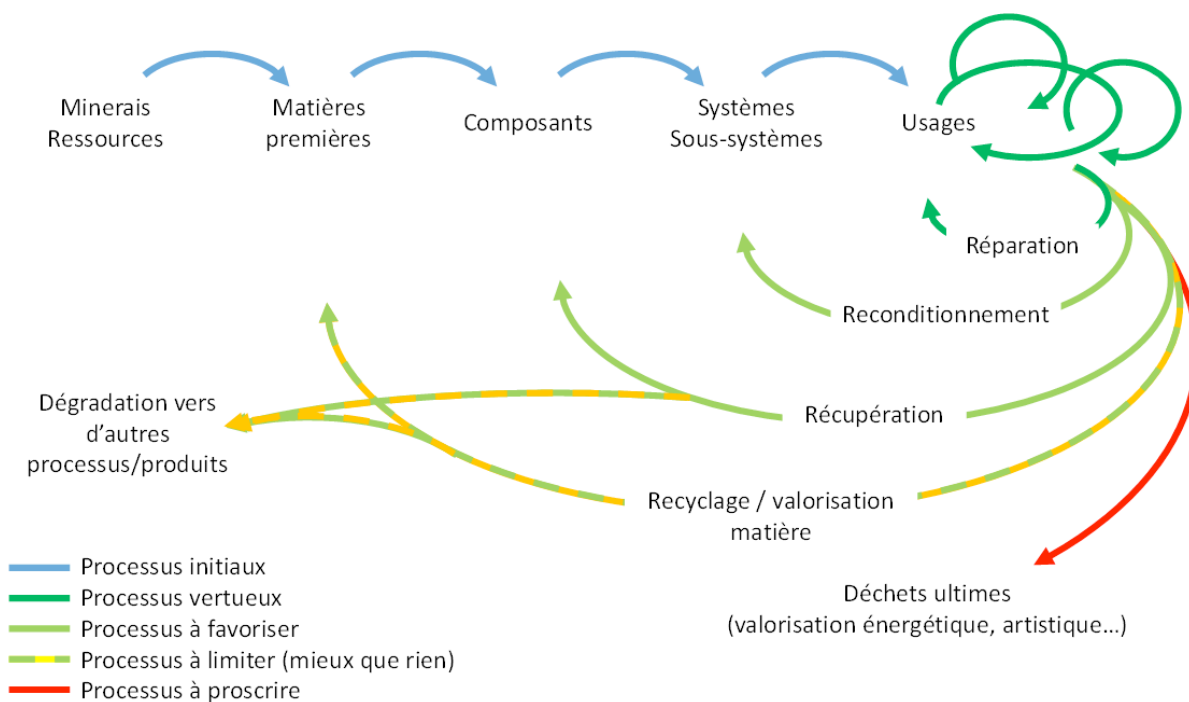 Minerais
Ressources
Matières
premières
Composants
Systèmes
Sous-systèmes
Usages
Réparation
Reconditionnement
Récupération
Dégradation vers
d'autres
processus/produits
Recyclage / valorisation
matière
Déchets ultimes
(valorisation énergétique, artistique...)
Processus initiaux
Processus vertueux
Processus à favoriser
Processus à limiter (mieux que rien)
Processus à proscrire